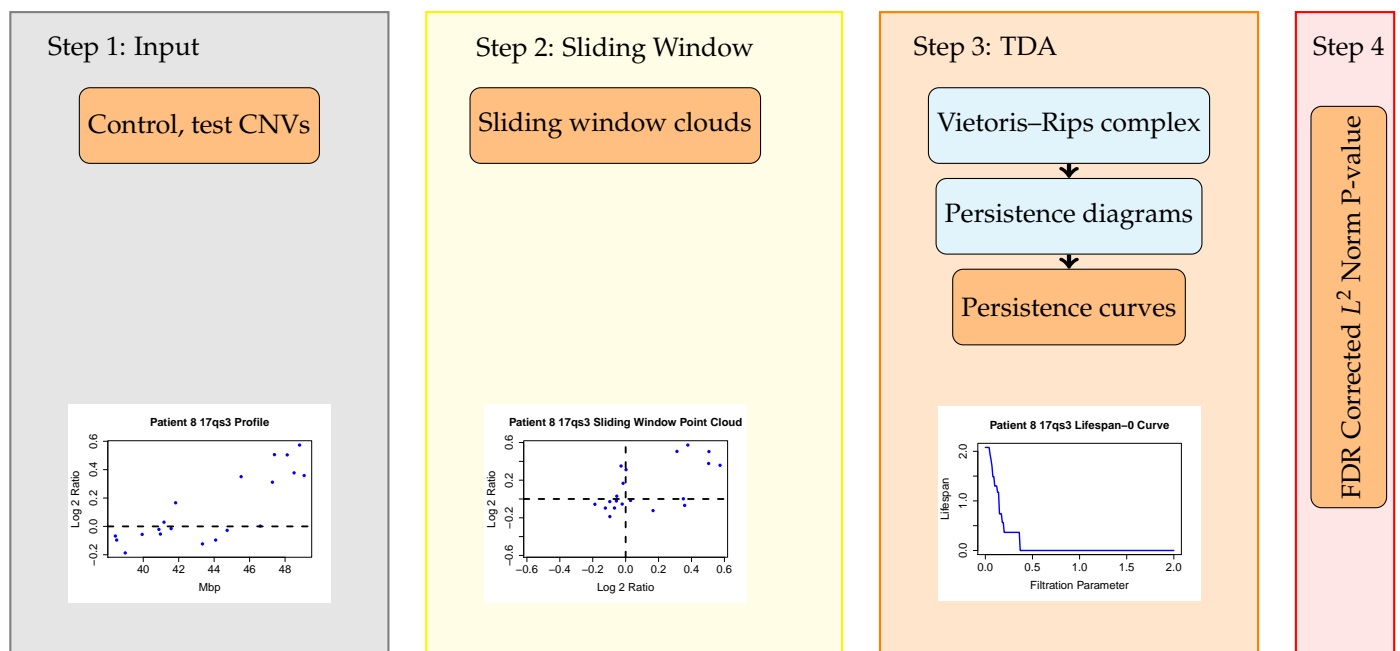 Step 1: Input
Control, test CNVs
Patient 8 17qs3 Profile
Log 2 Ratio
0.6
0.4
0.2
0.0
−0.2
40 42 44 46 48
Mbp
Step 2: Sliding Window
Sliding window clouds
Patient 8 17qs3 Sliding Window Point Cloud
Log 2 Ratio
0.6
0.2
−0.2
−0.6
−0.6 −0.4 −0.2 0.0 0.2 0.4 0.6
Log 2 Ratio
Step 3: TDA
Vietoris–Rips complex
Persistence diagrams
Persistence curves
Patient 8 17qs3 Lifespan−0 Curve
Lifespan
2.0
1.0
0.0
0.0 0.5 1.0 1.5 2.0
Filtration Parameter
Step 4
FDR Corrected L² Norm P-value